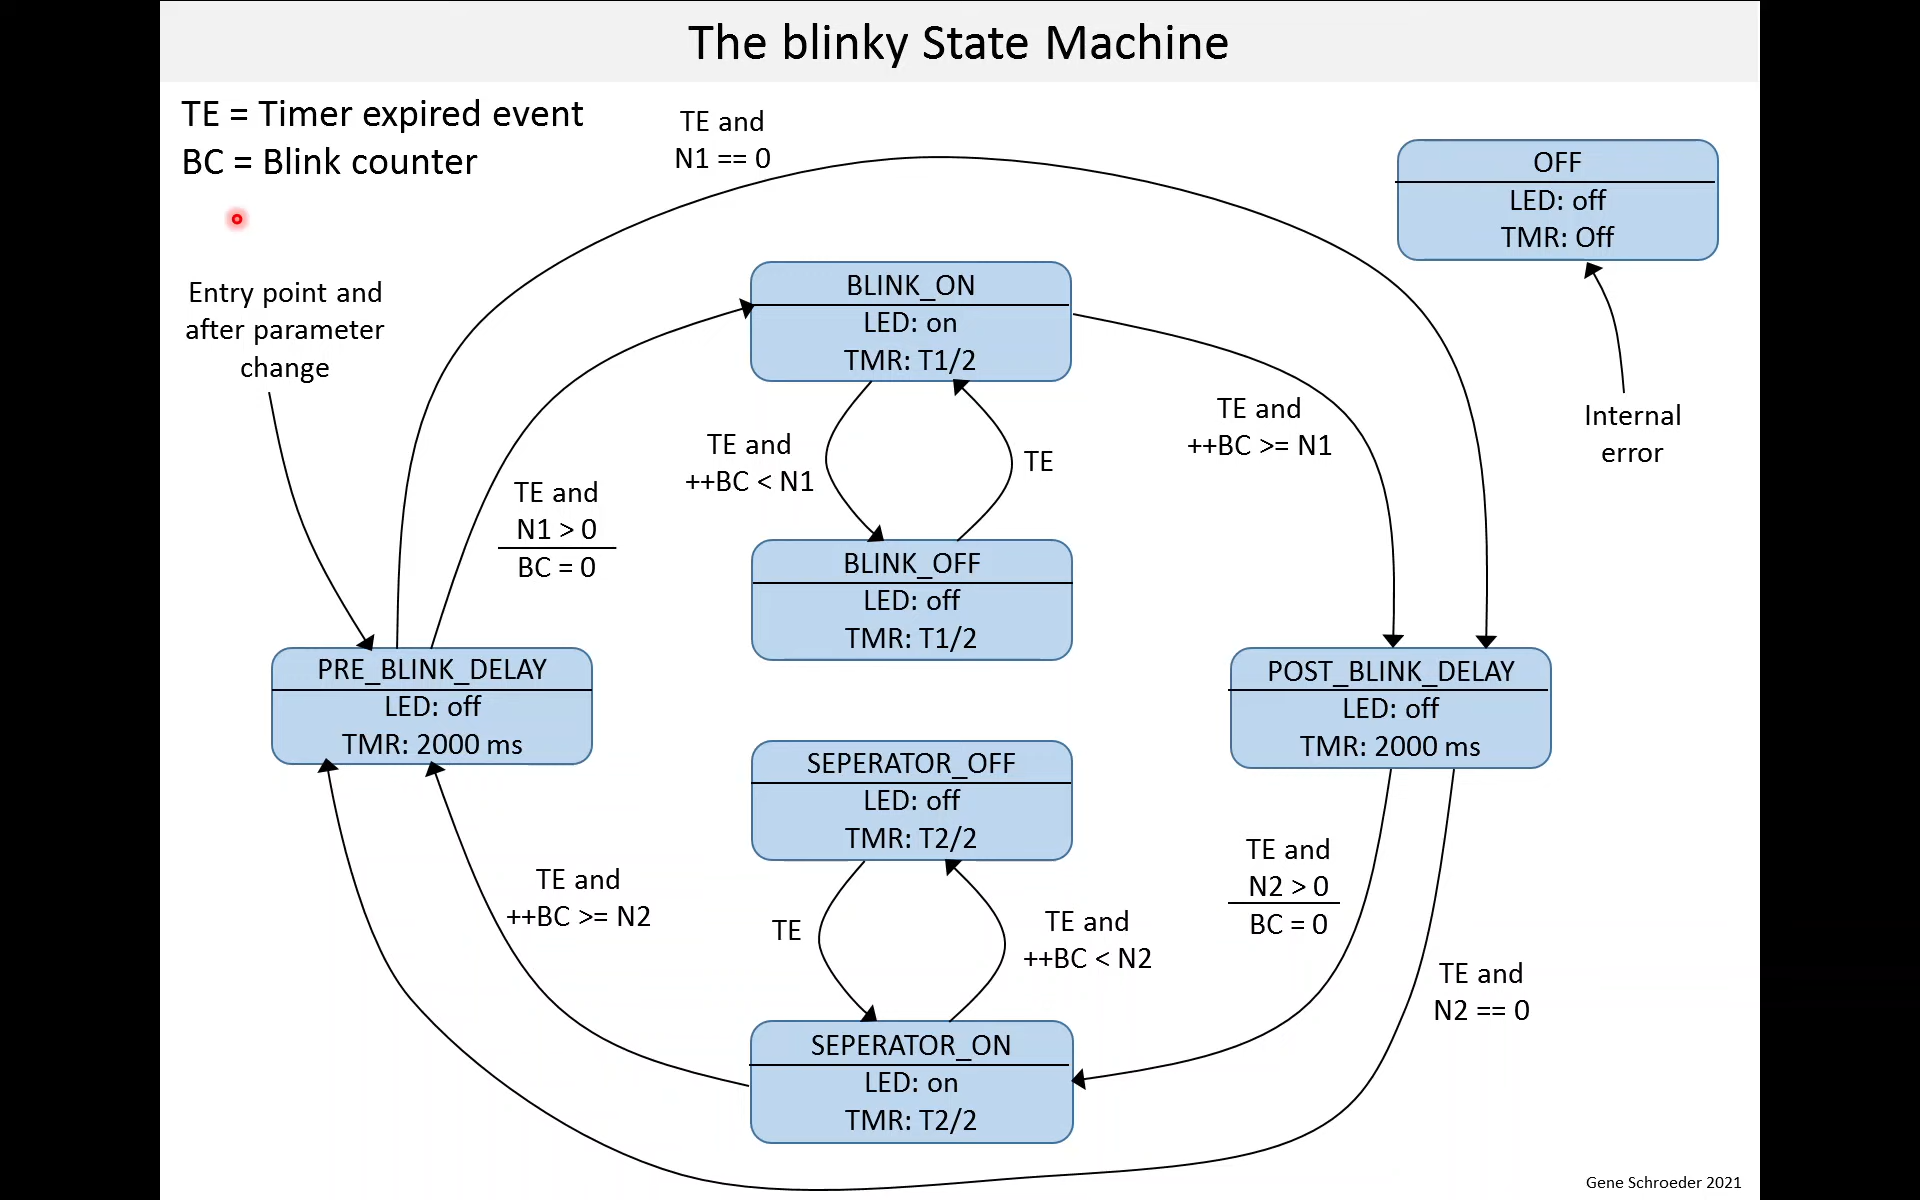 The blinky State Machine
TE = Timer expired event
BC = Blink counter
TE and
N1 == 0
OFF
LED: off
TMR: Off
Entry point and
after parameter
change
BLINK_ON
LED: on
TMR: T1/2
TE and
++BC >= N1
Internal
error
TE and
++BC < N1
TE
TE and
N1 > 0
BC = 0
BLINK_OFF
LED: off
TMR: T1/2
PRE_BLINK_DELAY
LED: off
TMR: 2000 ms
POST_BLINK_DELAY
LED: off
TMR: 2000 ms
SEPERATOR_OFF
LED: off
TMR: T2/2
TE and
++BC >= N2
TE
TE and
++BC < N2
TE and
N2 > 0
BC = 0
TE and
N2 == 0
SEPERATOR_ON
LED: on
TMR: T2/2
Gene Schroeder 2021